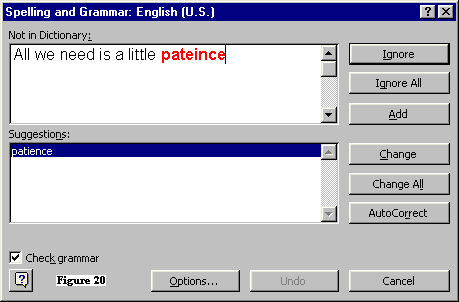 Spelling and Grammar: English (U.S.)
Not in Dictionary:
All we need is a little pateince
Ignore
Ignore All
Add
Suggestions:
patience
Change
Change All
AutoCorrect
Check grammar
Figure 20
Options...
Undo
Cancel